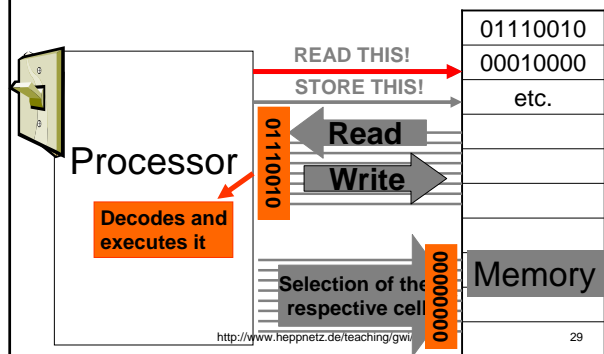 01110010
READ THIS!
00010000
STORE THIS!
etc.
01110010
Read
Processor
Write
Decodes and
executes it
Selection of the
respective cell
00000000
Memory
http://www.heppnetz.de/teaching/gwi
29